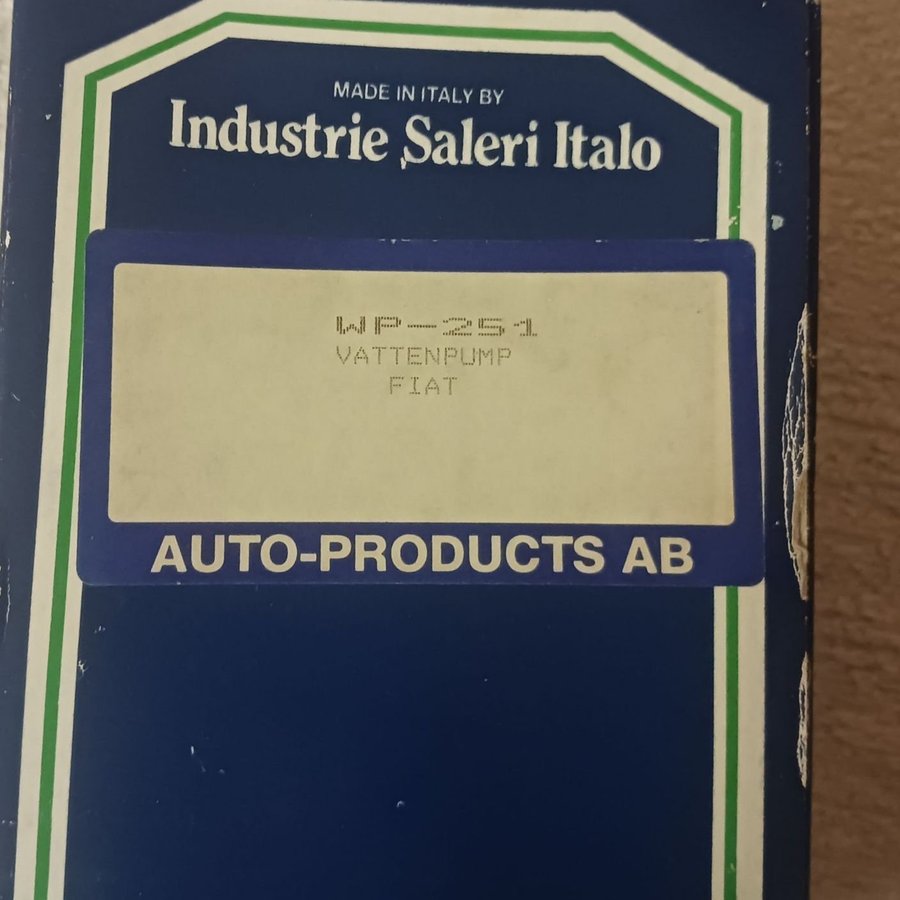 MADE IN ITALY BY
Industrie Saleri Italo
WP-251
VATTENPUMP
FIAT
AUTO-PRODUCTS AB